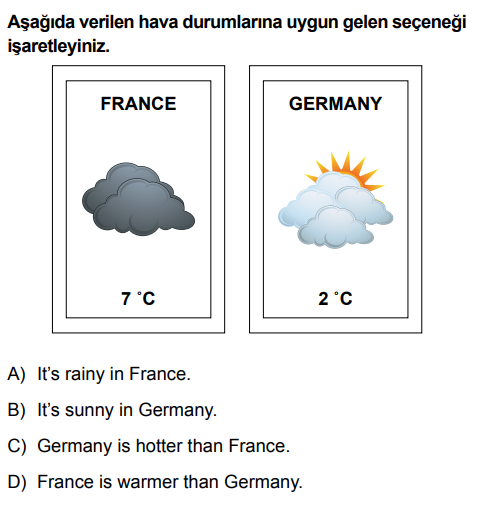 Aşağıda verilen hava durumlarına uygun gelen seçeneği
işaretleyiniz.
FRANCE
7 °C
GERMANY
2 °C
A) It's rainy in France.
B) It's sunny in Germany.
C) Germany is hotter than France.
D) France is warmer than Germany.